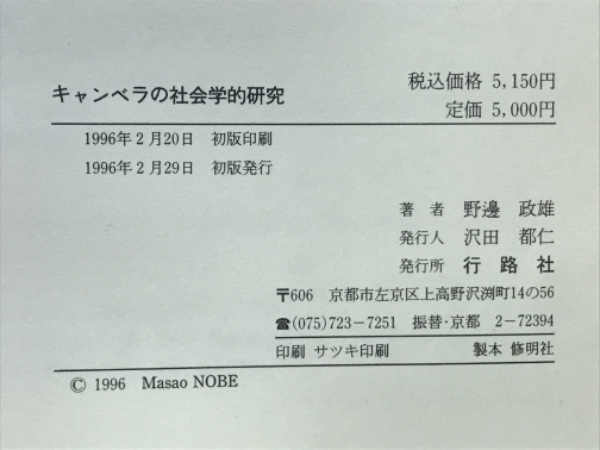 キャンベラの社会学的研究
税込価格 5,150円
定価 5,000円
1996年2月20日 初版印刷
1996年2月29日 初版発行
著者 野邊 政雄
発行人 沢田 都仁
発行所 行路社
〒606 京都市左京区上高野沢渕町14の56
☎(075)723-7251 振替・京都 2-72394
印刷 サツキ印刷 製本 修明社
© 1996 Masao NOBE